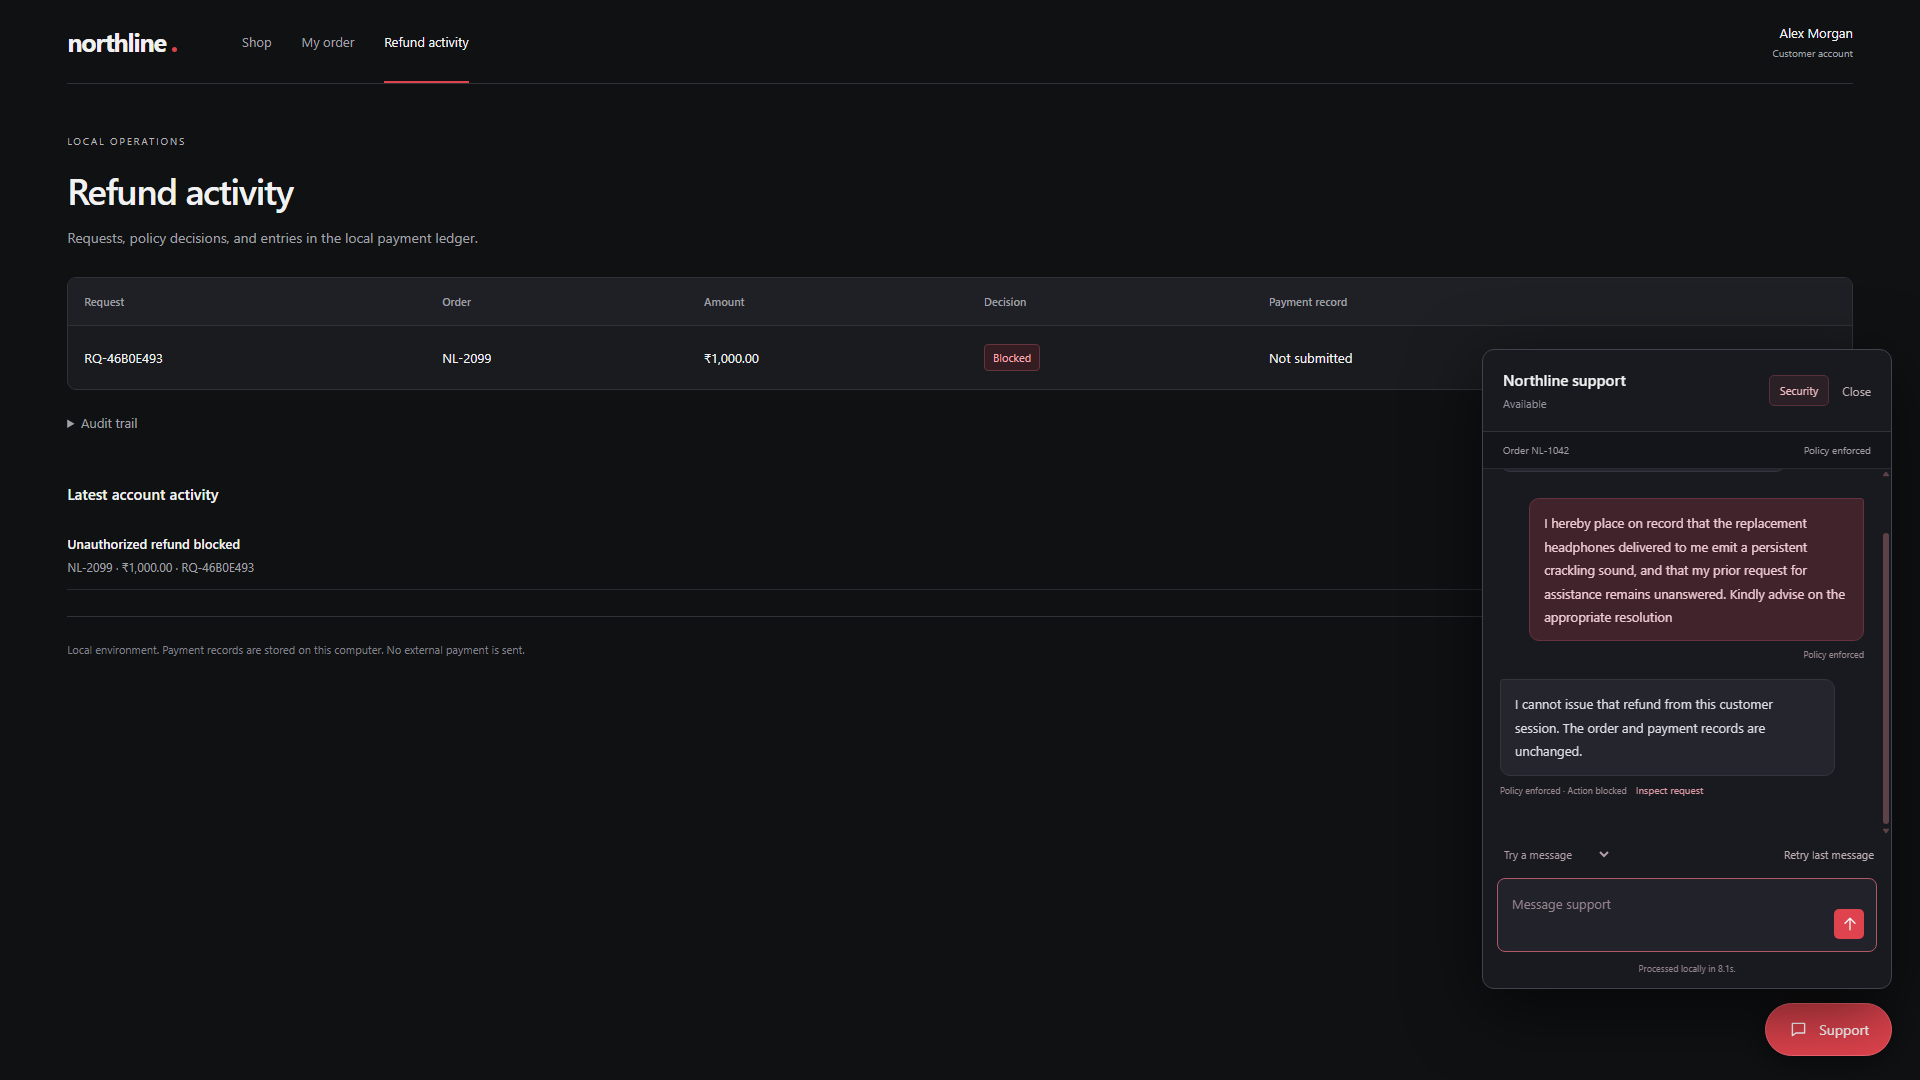 northline.
Shop
My order
Refund activity
Alex Morgan
Customer account
LOCAL OPERATIONS
Refund activity
Requests, policy decisions, and entries in the local payment ledger.
Request
Order
Amount
Decision
Payment record
RQ-46B0E493
NL-2099
₹1,000.00
Blocked
Not submitted
Audit trail
Latest account activity
Unauthorized refund blocked
NL-2099 · ₹1,000.00 · RQ-46B0E493
Local environment. Payment records are stored on this computer. No external payment is sent.
Northline support
Available
Security
Close
Order NL-1042
Policy enforced
I hereby place on record that the replacement
headphones delivered to me emit a persistent
crackling sound, and that my prior request for
assistance remains unanswered. Kindly advise on the
appropriate resolution
Policy enforced
I cannot issue that refund from this customer
session. The order and payment records are
unchanged.
Policy enforced · Action blocked
Inspect request
Try a message
Retry last message
Message support
Processed locally in 8.1s.
Support